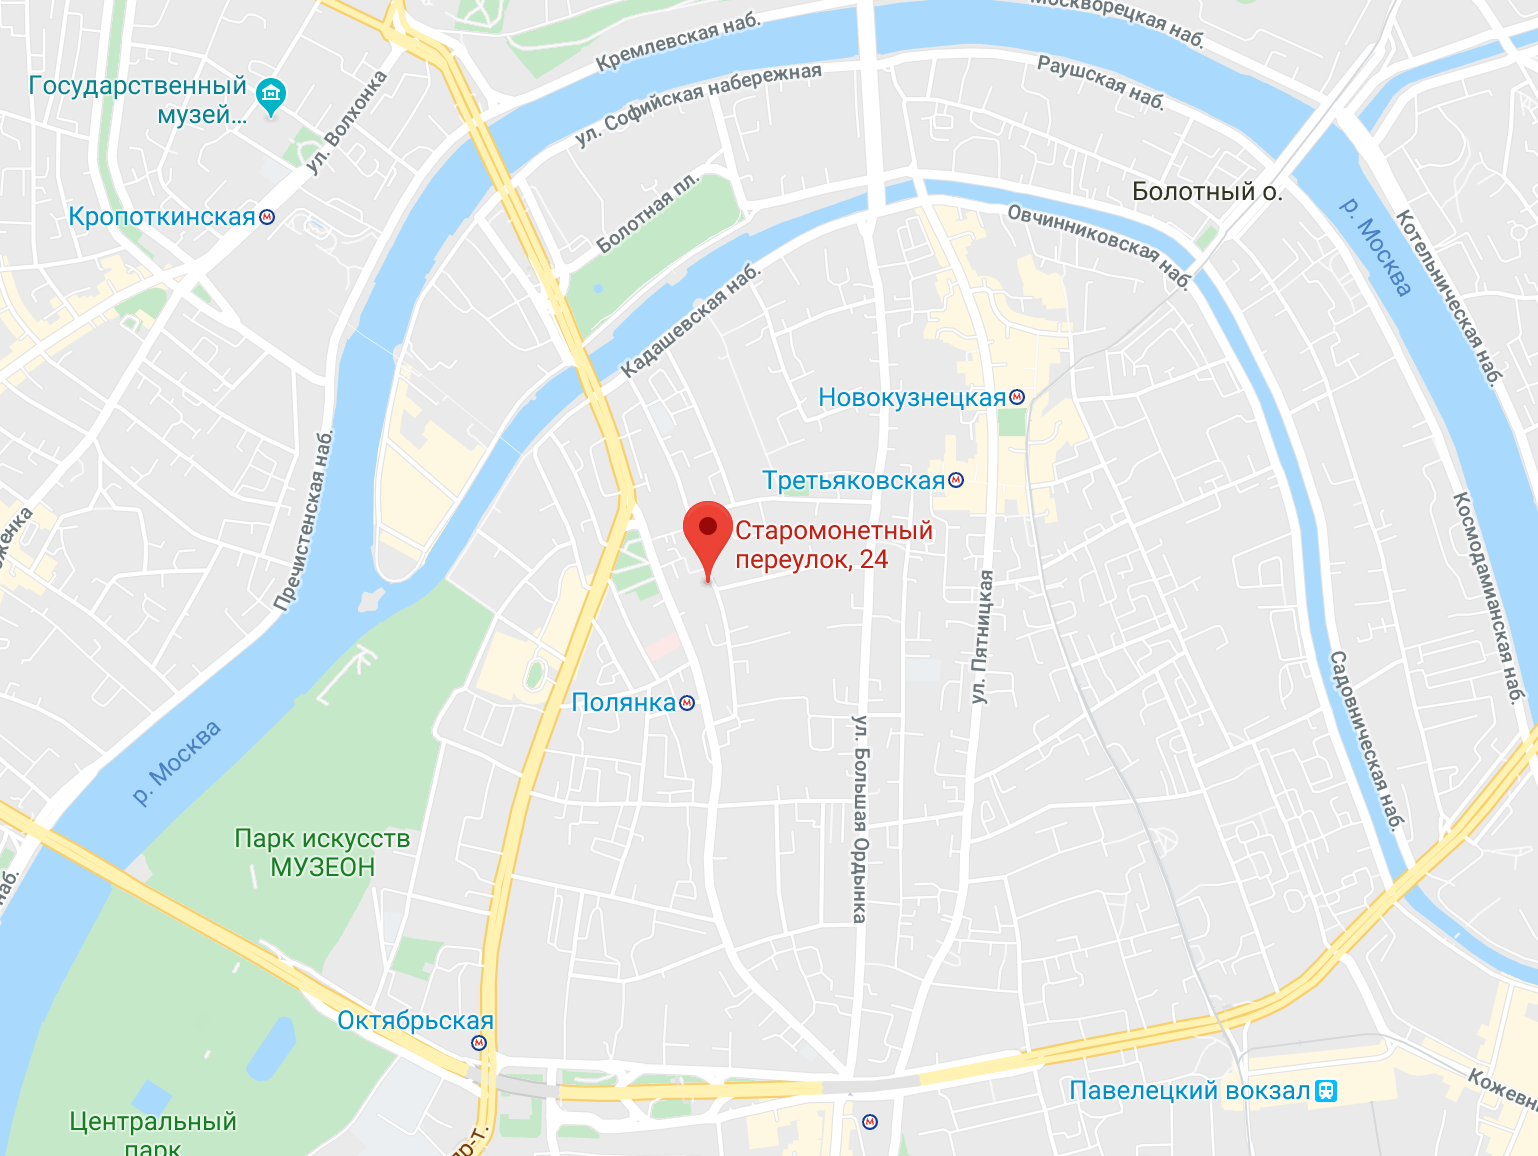 Москворецкая наб.
Кремлевская наб.
ул. Софийская набережная
Раушская наб.
Государственный
музей...
ул. Волхонка
Болотный о.
Болотная пл.
Кропоткинская
Овчинниковская наб.
р. Москва
Котельническая наб.
Кадашевская наб.
Новокузнецкая
Третьяковская
Пречистенская наб.
Старомонетный
переулок, 24
Космодамианская наб.
ул. Пятницкая
Садовническая наб.
Полянка
р. Москва
ул. Большая Ордынка
Парк искусств
МУЗЕОН
наб.
Октябрьская
Павелецкий вокзал
Центральный
парк
пр-т.